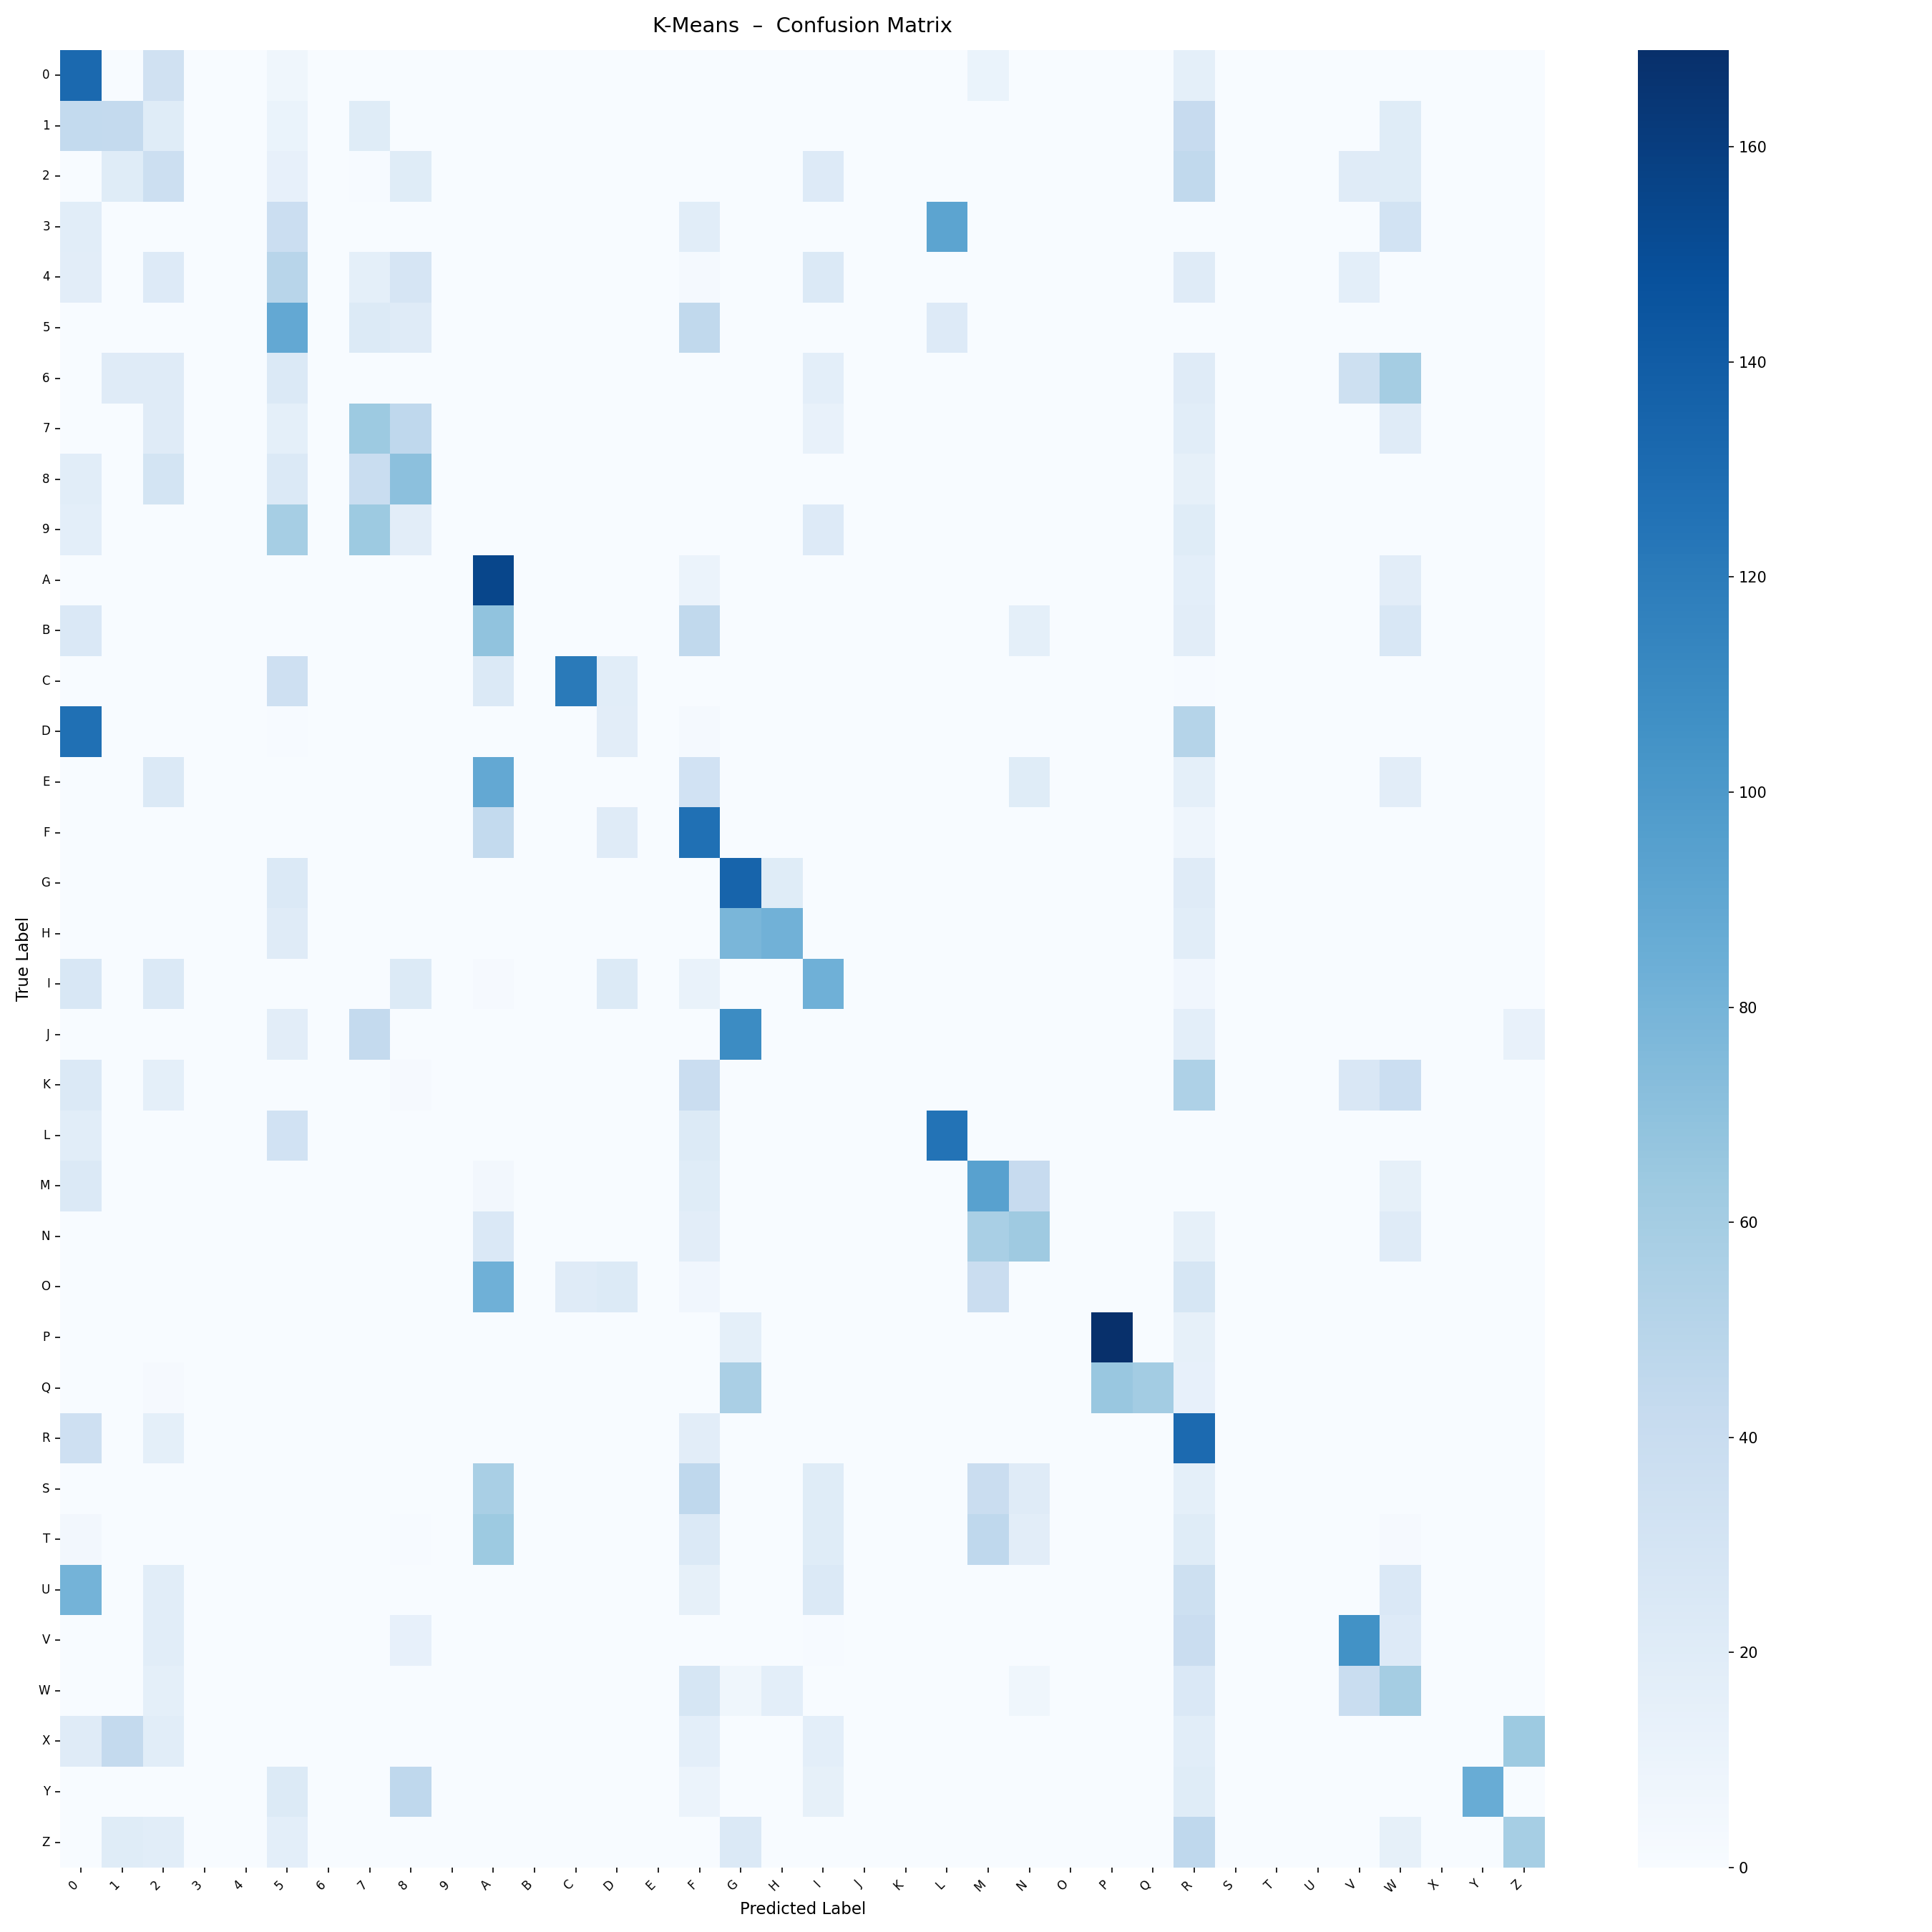 K-Means – Confusion Matrix
True Label
0
1
2
3
4
5
6
7
8
9
A
B
C
D
E
F
G
H
I
J
K
L
M
N
O
P
Q
R
S
T
U
V
W
X
Y
Z
0 1 2 3 4 5 6 7 8 9 A B C D E F G H I J K L M N O P Q R S T U V W X Y Z
Predicted Label
160
140
120
100
80
60
40
20
0